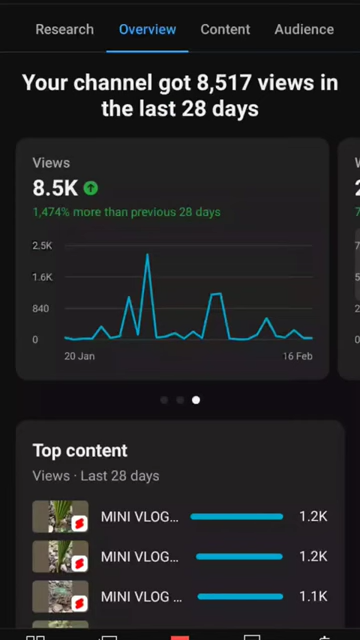 Research Overview Content Audience
Your channel got 8,517 views in
the last 28 days
Views
8.5K
1,474% more than previous 28 days
2.5K
1.6K
840
0
20 Jan 16 Feb
Top content
Views · Last 28 days
MINI VLOG... 1.2K
MINI VLOG... 1.2K
MINI VLOG ... 1.1K